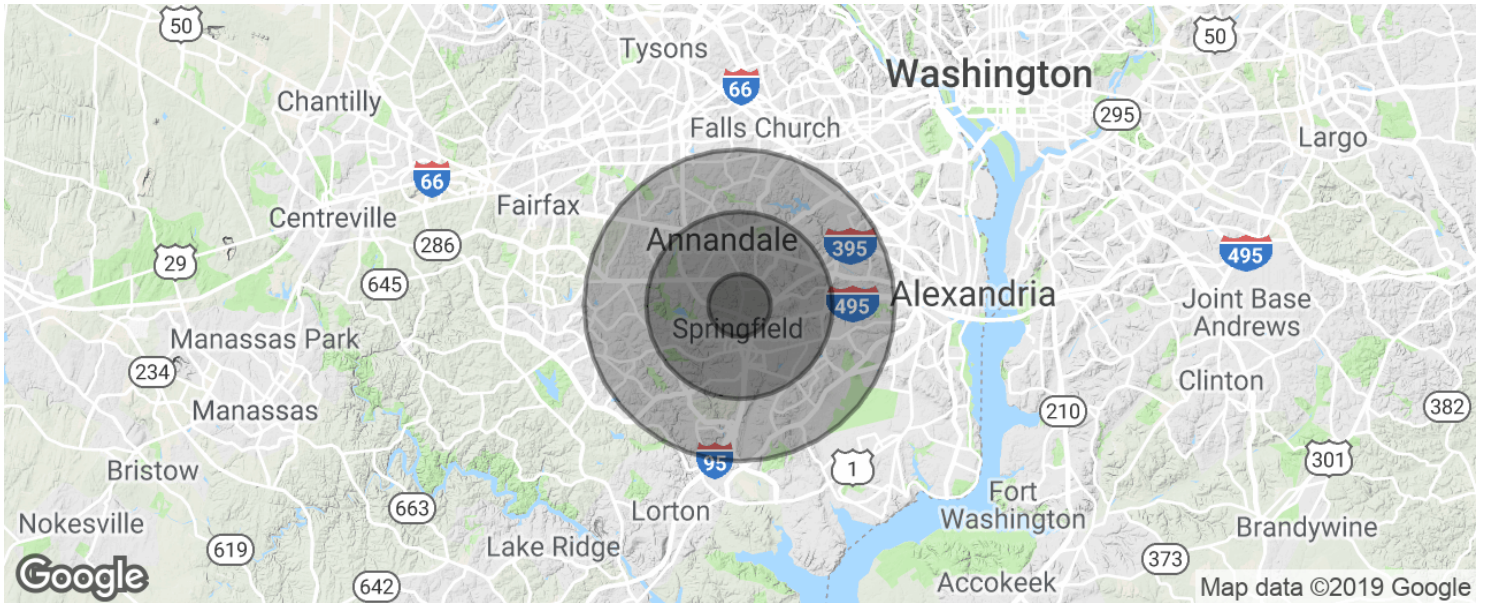 50
Tysons
50
66
Washington
Chantilly
295
Falls Church
Largo
66
Fairfax
Centreville
286
Annandale
395
495
29
645
495
Alexandria
Joint Base
Andrews
Springfield
Manassas Park
234
Clinton
Manassas
210
382
95
1
301
Bristow
663
Fort
Washington
Lorton
Nokesville
Brandywine
619
Lake Ridge
373
642
Accokeek
Google
Map data ©2019 Google